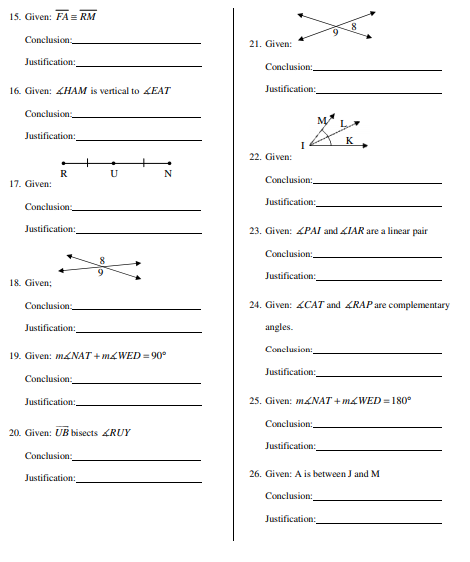 15. Given: FA ≅ RM
Conclusion:
Justification:
16. Given: ∡HAM is vertical to ∡EAT
Conclusion:
Justification:
R U N
17. Given:
Conclusion:
Justification:
8
9
18. Given;
Conclusion:
Justification:
19. Given: m∡NAT + m∡WED = 90°
Conclusion:
Justification:
20. Given: UB bisects ∡RUY
Conclusion:
Justification:
8
9
21. Given:
Conclusion:
Justification:
M L
I K
22. Given:
Conclusion:
Justification:
23. Given: ∡PAI and ∡IAR are a linear pair
Conclusion:
Justification:
24. Given: ∡CAT and ∡RAP are complementary
angles.
Conclusion:
Justification:
25. Given: m∡NAT + m∡WED = 180°
Conclusion:
Justification:
26. Given: A is between J and M
Conclusion:
Justification: